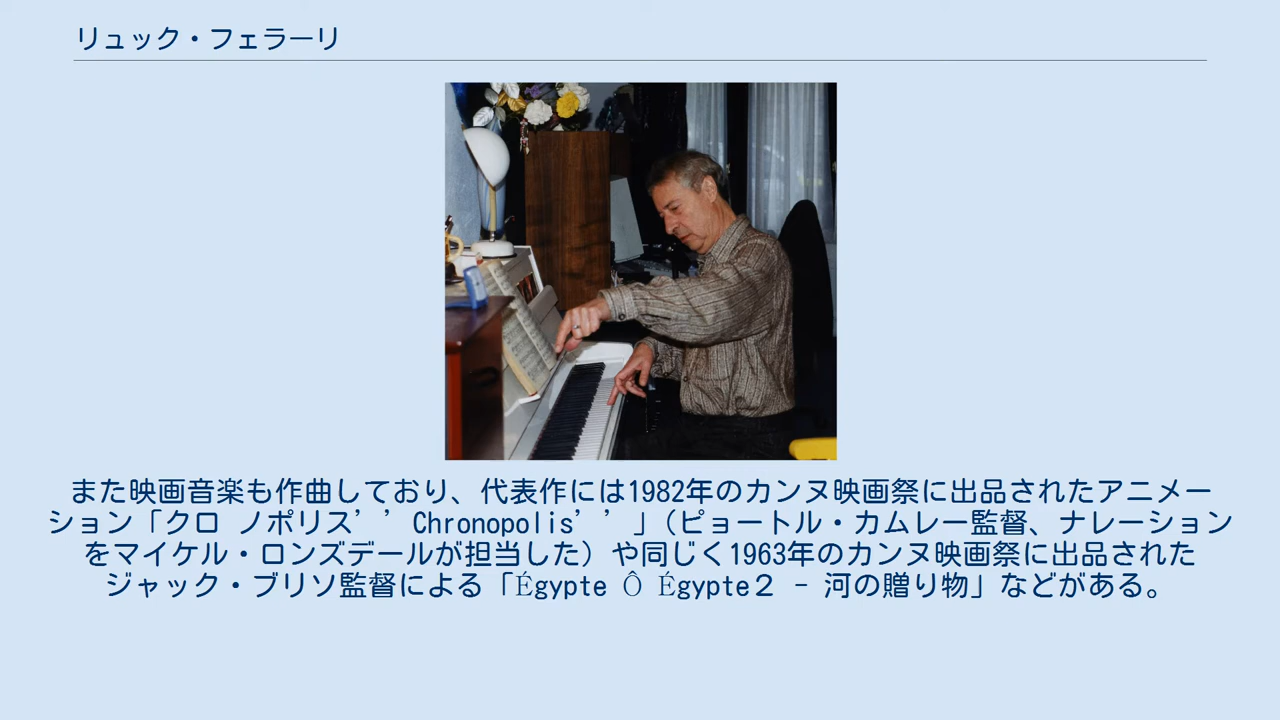 リュック・フェラーリ
また映画音楽も作曲しており、代表作には1982年のカンヌ映画祭に出品されたアニメー
ション「クロ ノポリス’’Chronopolis’’」（ピョートル・カムレー監督、ナレーション
をマイケル・ロンズデールが担当した）や同じく1963年のカンヌ映画祭に出品された
ジャック・ブリソ監督による「Égypte Ô Égypte２ - 河の贈り物」などがある。